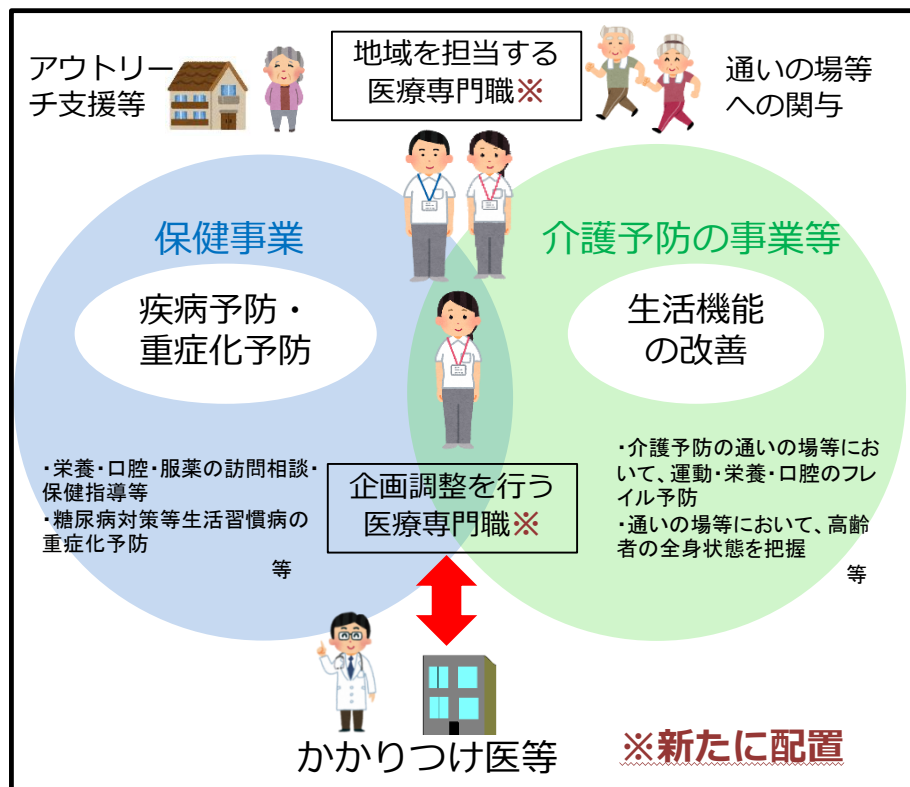 アウトリー
チ支援等
地域を担当する
医療専門職※
通いの場等
への関与
保健事業
疾病予防・
重症化予防
・栄養・口腔・服薬の訪問相談・
保健指導等
・糖尿病対策等生活習慣病の
重症化予防
等
介護予防の事業等
生活機能
の改善
・介護予防の通いの場等にお
いて、運動・栄養・口腔のフレ
イル予防
・通いの場等において、高齢
者の全身状態を把握
等
企画調整を行う
医療専門職※
かかりつけ医等
※新たに配置